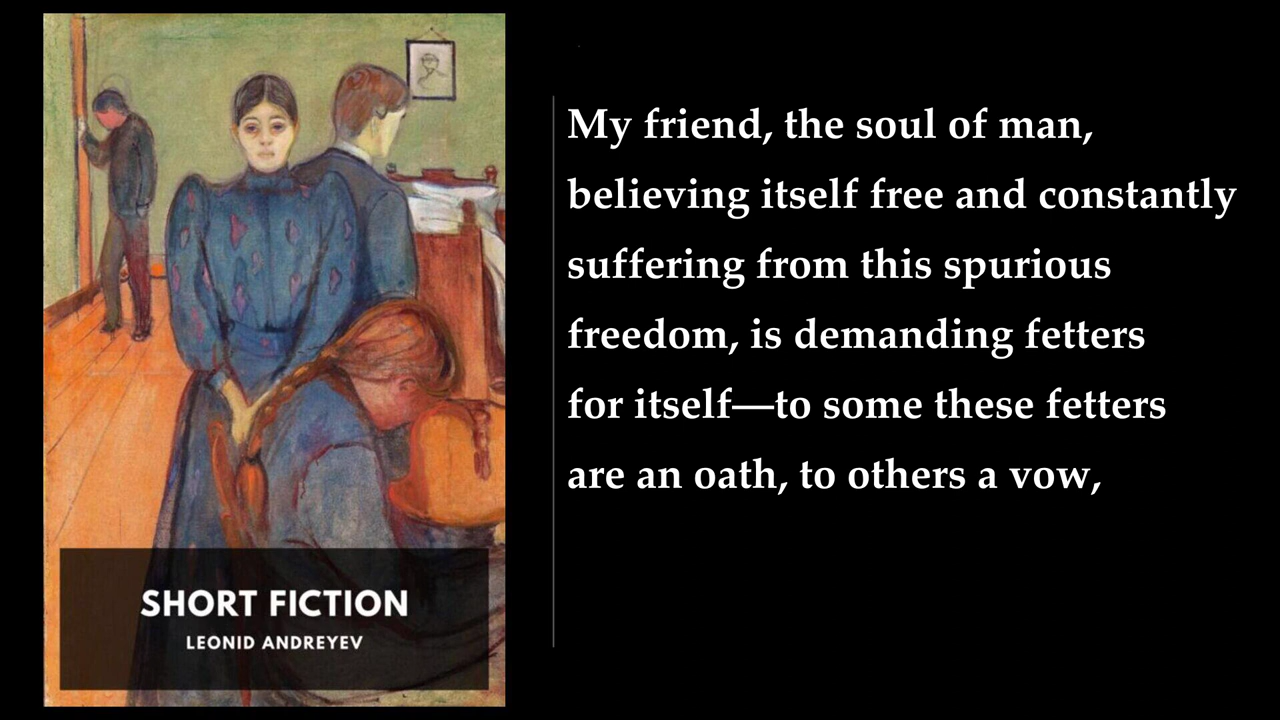 SHORT FICTION
LEONID ANDREYEV
My friend, the soul of man,
believing itself free and constantly
suffering from this spurious
freedom, is demanding fetters
for itself—to some these fetters
are an oath, to others a vow,